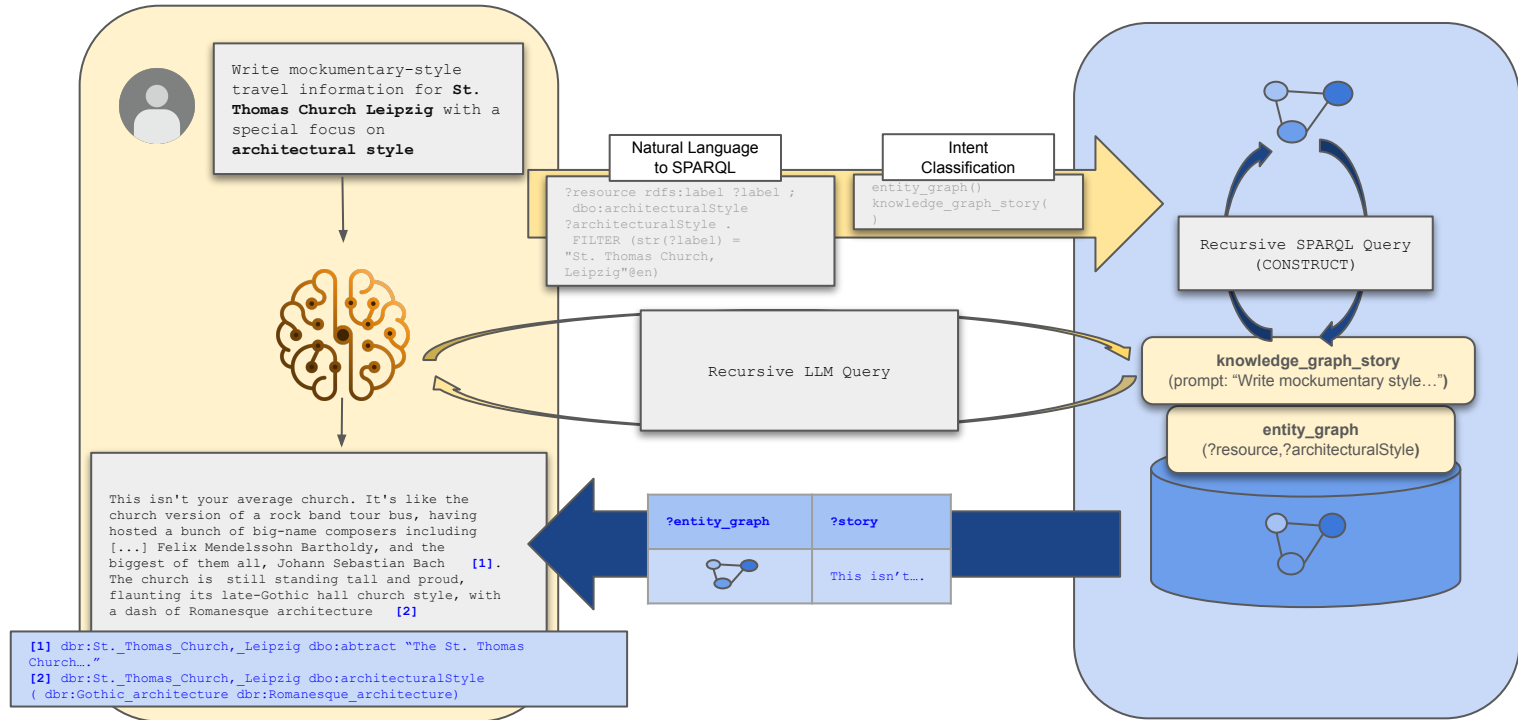 Write mockumentary-style
travel information for St.
Thomas Church Leipzig with a
special focus on
architectural style
Natural Language
to SPARQL
?resource rdfs:label ?label ;
dbo:architecturalStyle
?architecturalStyle .
FILTER (str(?label) =
"St. Thomas Church,
Leipzig"@en)
Intent
Classification
entity_graph()
knowledge_graph_story(
)
Recursive SPARQL Query
(CONSTRUCT)
Recursive LLM Query
knowledge_graph_story
(prompt: “Write mockumentary style…”)
entity_graph
(?resource,?architecturalStyle)
?entity_graph
?story
This isn’t….
This isn't your average church. It's like the
church version of a rock band tour bus, having
hosted a bunch of big-name composers including
[...] Felix Mendelssohn Bartholdy, and the
biggest of them all, Johann Sebastian Bach [1].
The church is still standing tall and proud,
flaunting its late-Gothic hall church style, with
a dash of Romanesque architecture [2]
[1] dbr:St._Thomas_Church,_Leipzig dbo:abtract “The St. Thomas
Church….”
[2] dbr:St._Thomas_Church,_Leipzig dbo:architecturalStyle
( dbr:Gothic_architecture dbr:Romanesque_architecture)